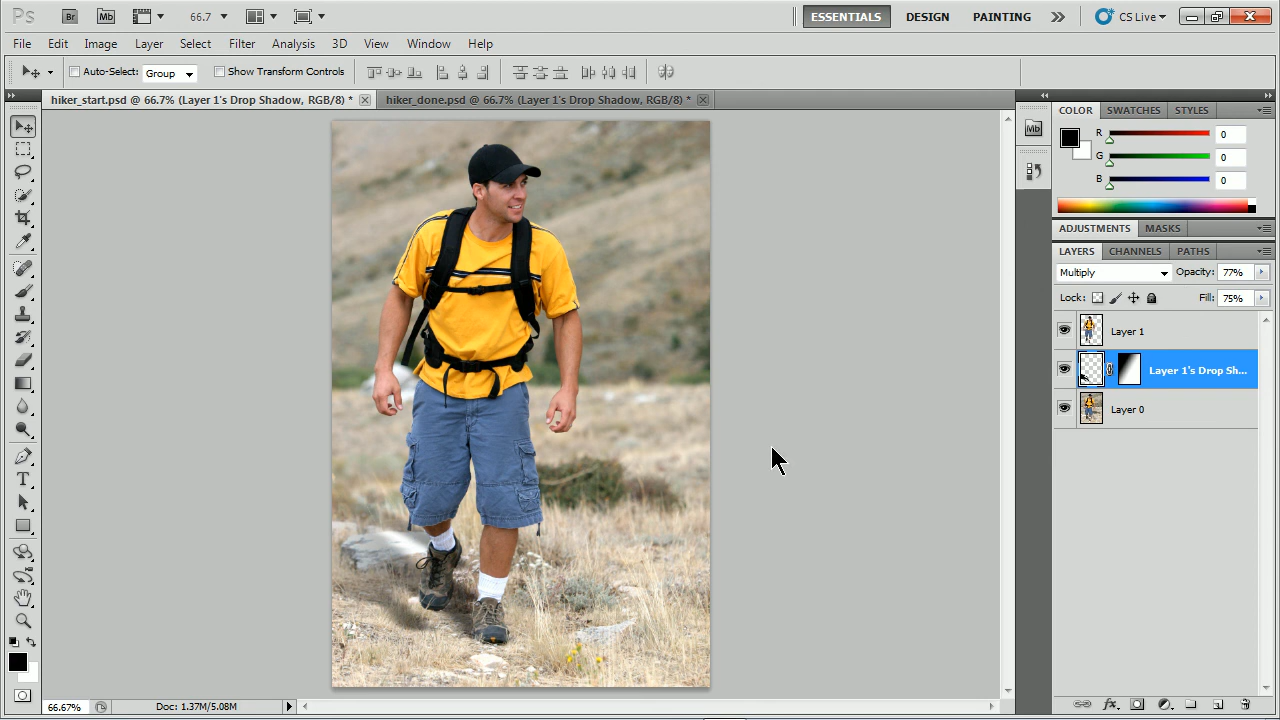 Ps Br Mb 66.7 ESSENTIALS DESIGN PAINTING CS Live
File Edit Image Layer Select Filter Analysis 3D View Window Help
Auto-Select: Group Show Transform Controls
hiker_start.psd @ 66.7% (Layer 1's Drop Shadow, RGB/8) * hiker_done.psd @ 66.7% (Layer 1's Drop Shadow, RGB/8) *
Mb
COLOR SWATCHES STYLES
R 0
G 0
B 0
ADJUSTMENTS MASKS
LAYERS CHANNELS PATHS
Multiply Opacity: 77%
Lock: Fill: 75%
Layer 1
Layer 1's Drop Sh...
Layer 0
T
66.67% Doc: 1.37M/5.08M
fx